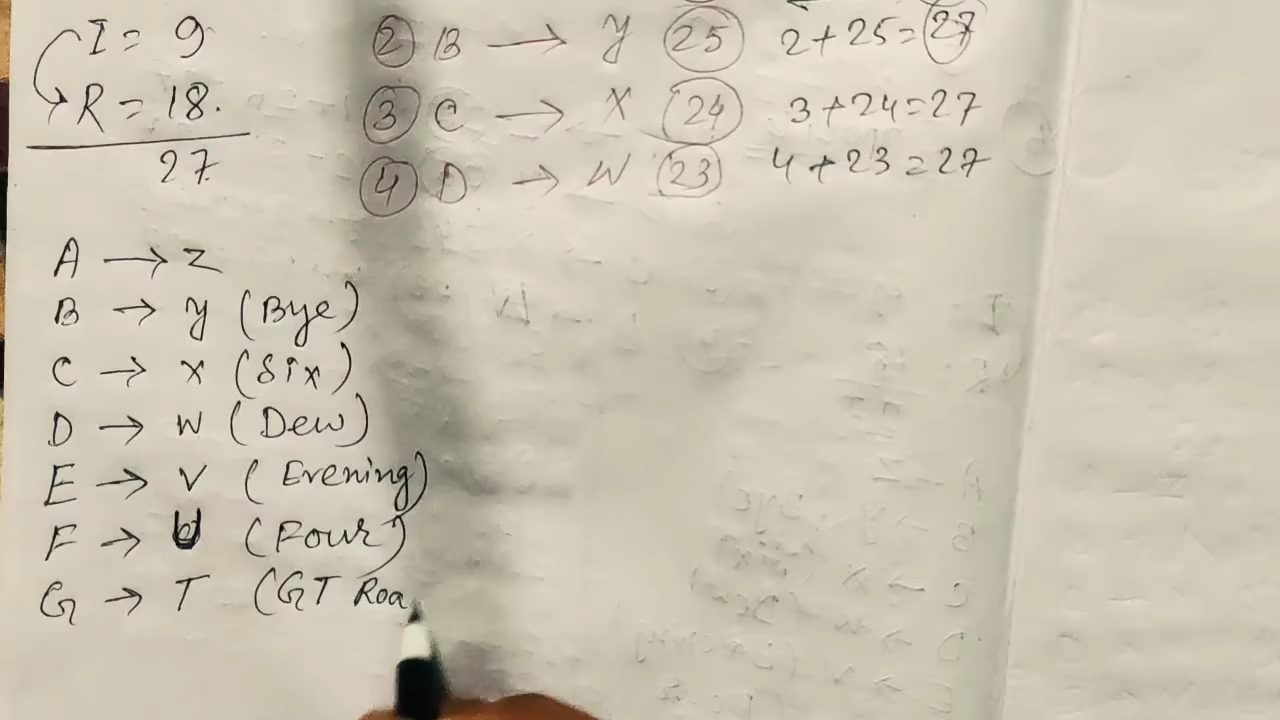 I = 9
R = 18.
27
② B → Y ㉕ 2+25=27
③ C → X ㉔ 3+24=27
④ D → W ㉓ 4+23=27
A → Z
B → Y (Bye)
C → X (Six)
D → W (Dew)
E → V (Evening)
F → U (Four)
G → T (GT Roa